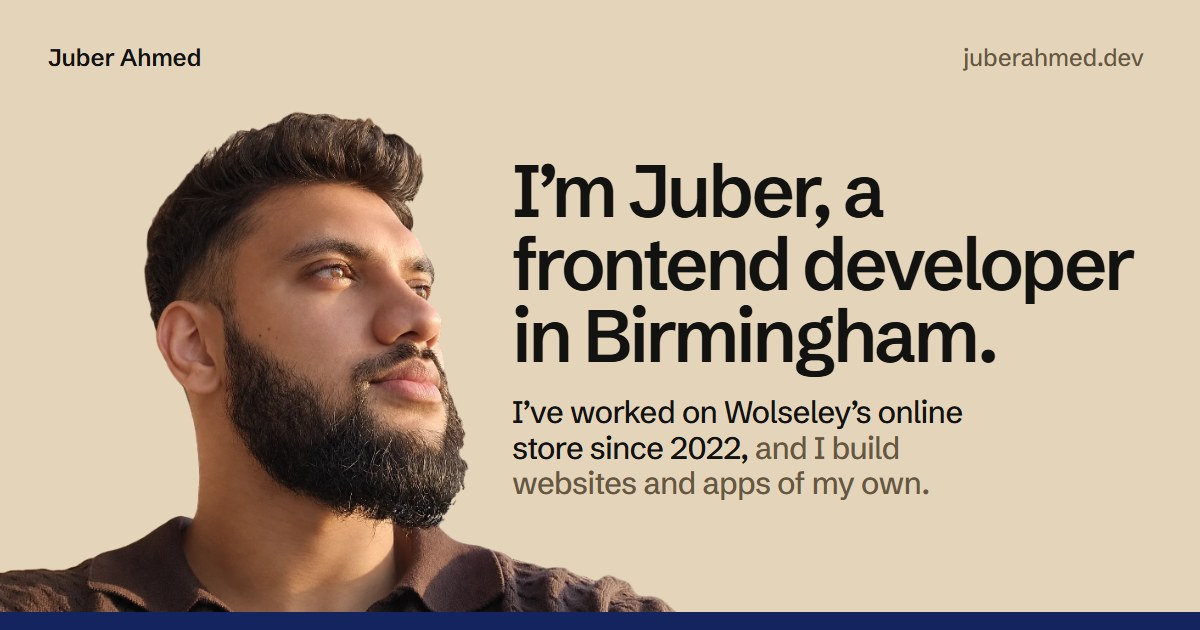 Juber Ahmed
juberahmed.dev
I’m Juber, a
frontend developer
in Birmingham.
I’ve worked on Wolseley’s online
store since 2022, and I build
websites and apps of my own.